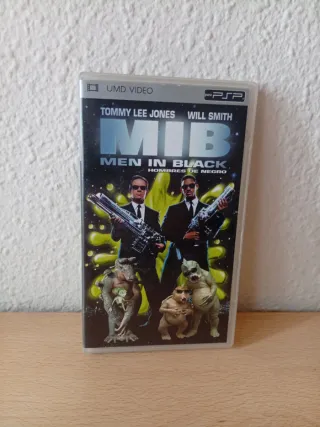 UMD VIDEO
PSP
TOMMY LEE JONES WILL SMITH
MIB
MEN IN BLACK
HOMBRES DE NEGRO